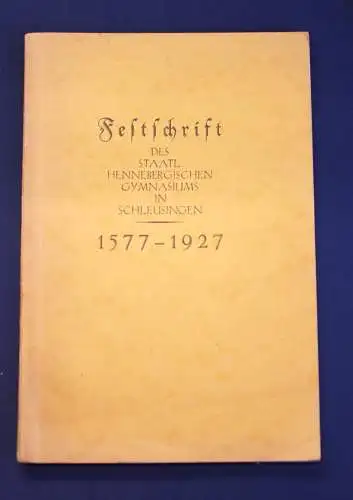 Feſtſchrift
DES
STAATL.
HENNEBERGISCHEN
GYMNASIUMS
IN
SCHLEUSINGEN
1577–1927